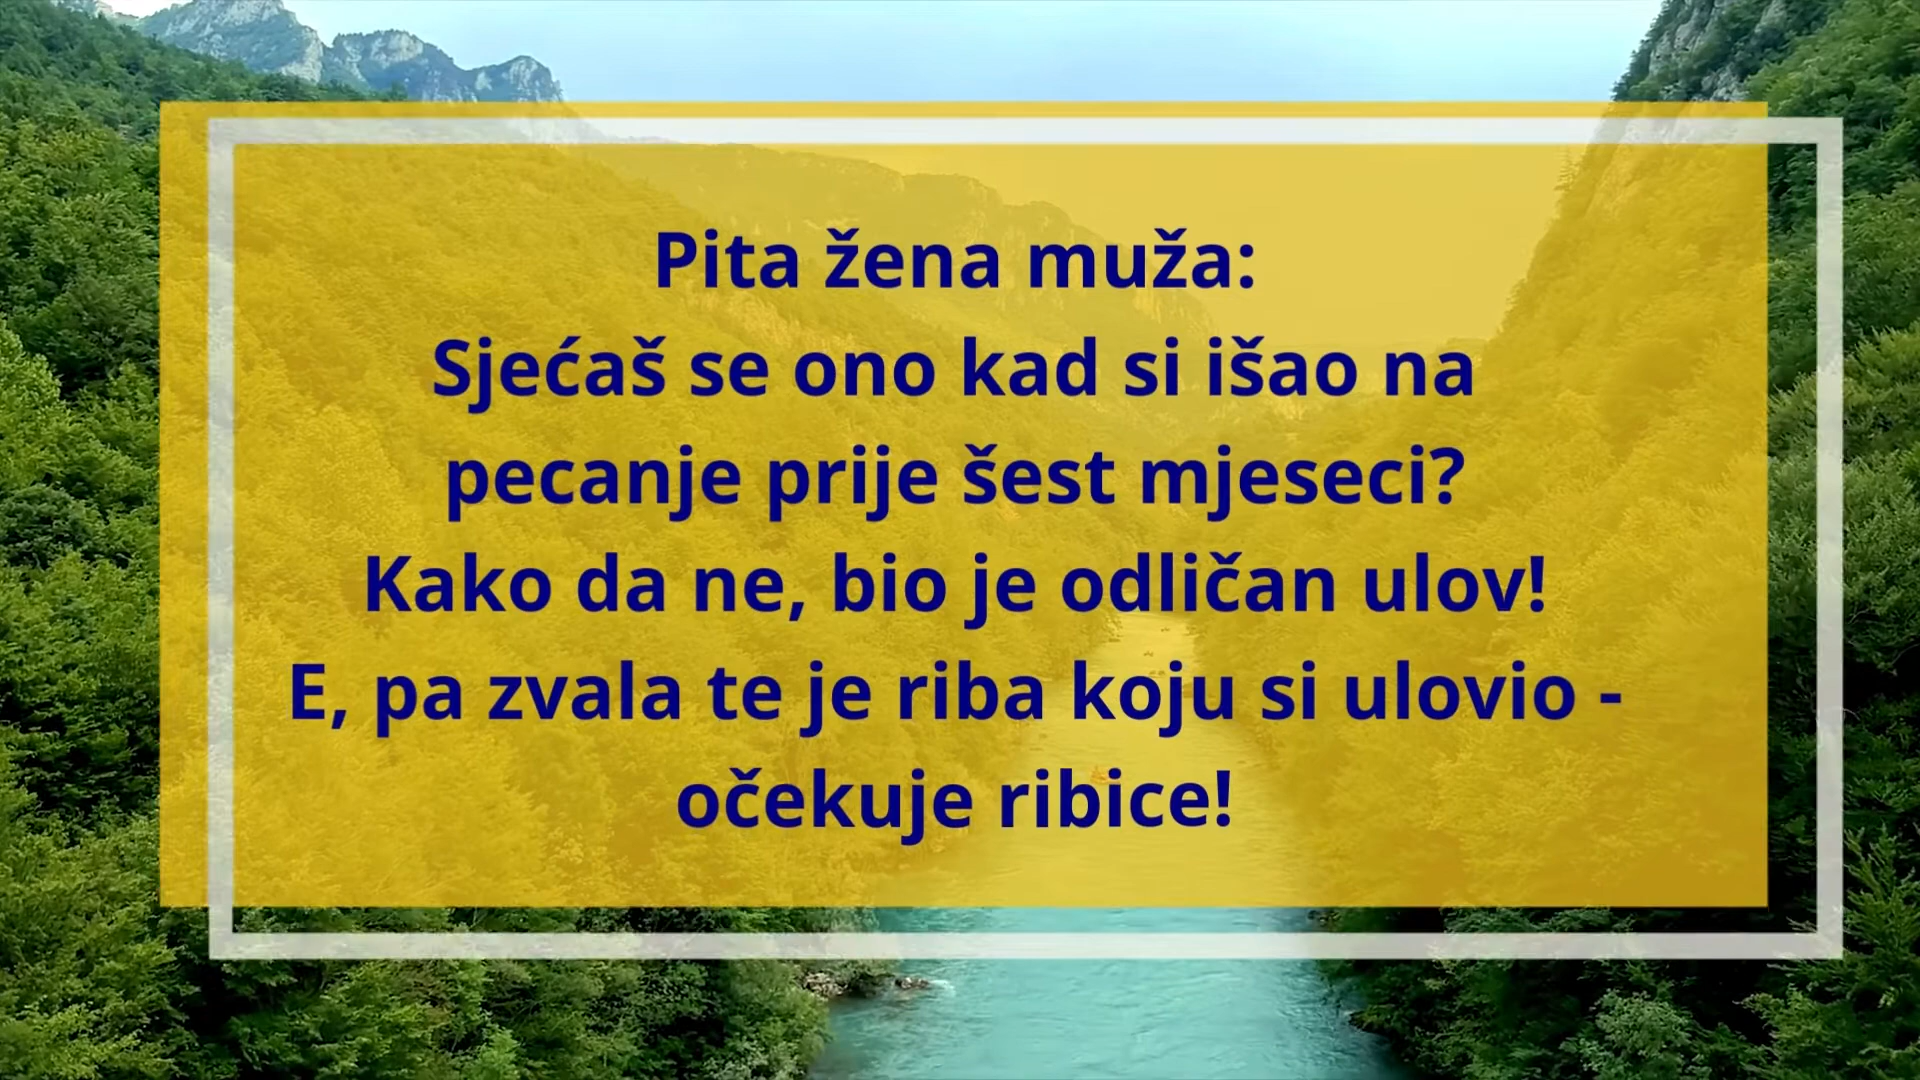 Pita žena muža:
Sjećaš se ono kad si išao na
pecanje prije šest mjeseci?
Kako da ne, bio je odličan ulov!
E, pa zvala te je riba koju si ulovio -
očekuje ribice!